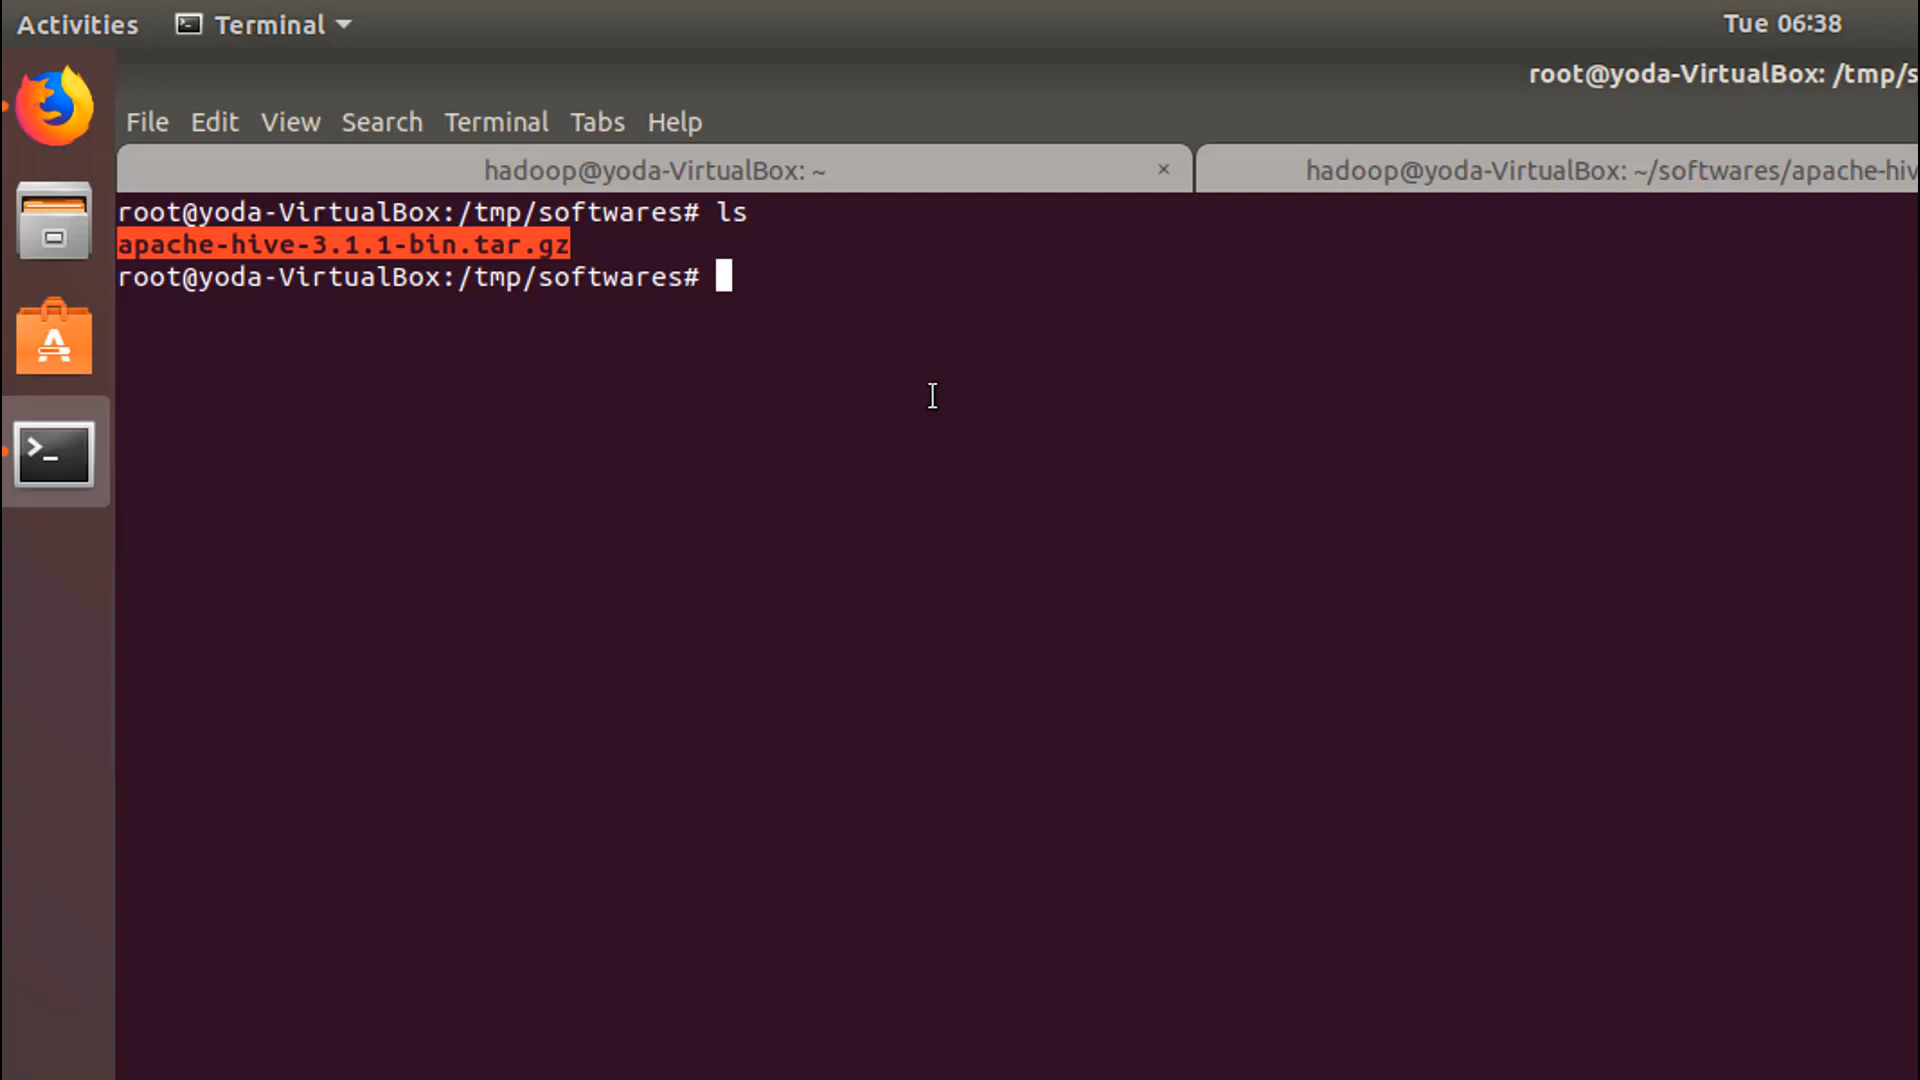 Activities Terminal Tue 06:38
root@yoda-VirtualBox: /tmp/s
File Edit View Search Terminal Tabs Help
hadoop@yoda-VirtualBox: ~ × hadoop@yoda-VirtualBox: ~/softwares/apache-hiv
root@yoda-VirtualBox:/tmp/softwares# ls
apache-hive-3.1.1-bin.tar.gz
root@yoda-VirtualBox:/tmp/softwares#